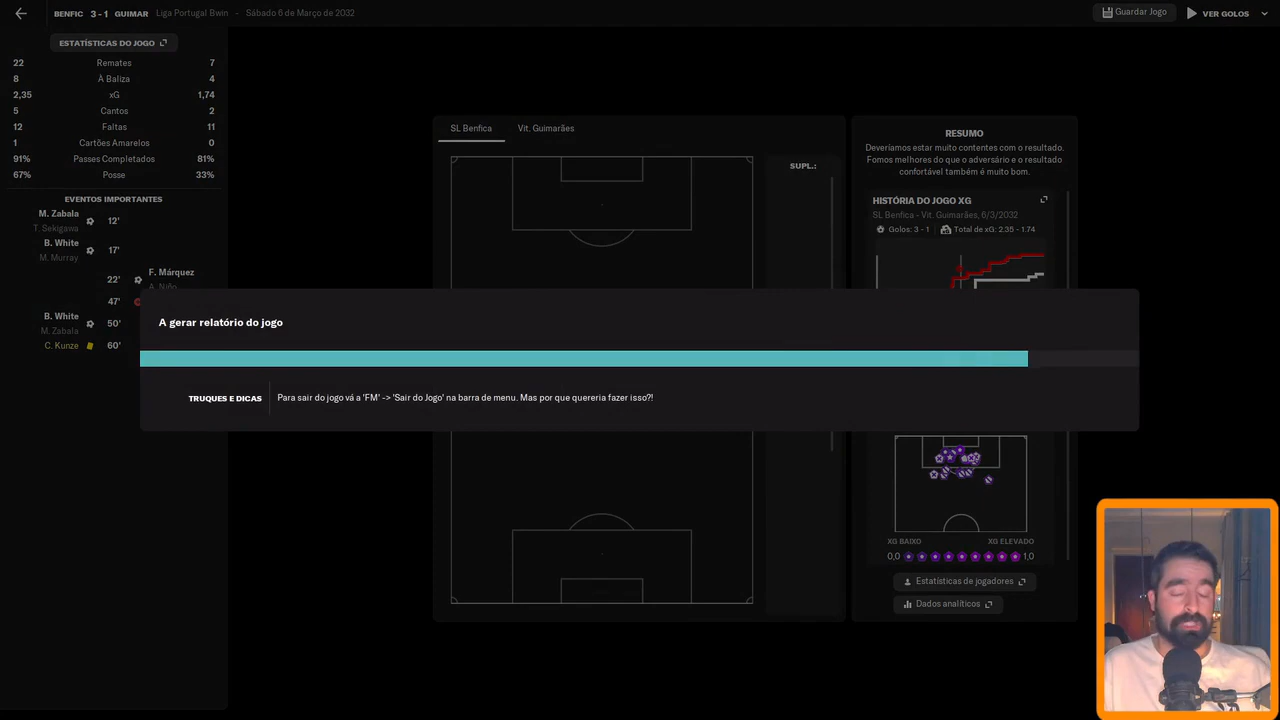 BENFIC 3 - 1 GUIMAR Liga Portugal Bwin - Sábado 6 de Março de 2032
Guardar Jogo
VER GOLOS
ESTATÍSTICAS DO JOGO
22 Remates 7
8 À Baliza 4
2,35 xG 1,74
5 Cantos 2
12 Faltas 11
1 Cartões Amarelos 0
91% Passes Completados 81%
67% Posse 33%
EVENTOS IMPORTANTES
M. Zabala 12'
T. Sekigawa
B. White 17'
M. Murray
22' F. Márquez
A. Niño
47'
B. White 50'
M. Zabala
C. Kunze 60'
SL Benfica Vit. Guimarães
SUPL.:
RESUMO
Deveríamos estar muito contentes com o resultado.
Fomos melhores do que o adversário e o resultado
confortável também é muito bom.
HISTÓRIA DO JOGO XG
SL Benfica - Vit. Guimarães, 6/3/2032
Golos: 3 - 1 Total de xG: 2.35 - 1.74
A gerar relatório do jogo
TRUQUES E DICAS Para sair do jogo vá a 'FM' -> 'Sair do Jogo' na barra de menu. Mas por que quereria fazer isso?!
XG BAIXO XG ELEVADO
0,0 1,0
Estatísticas de jogadores
Dados analíticos